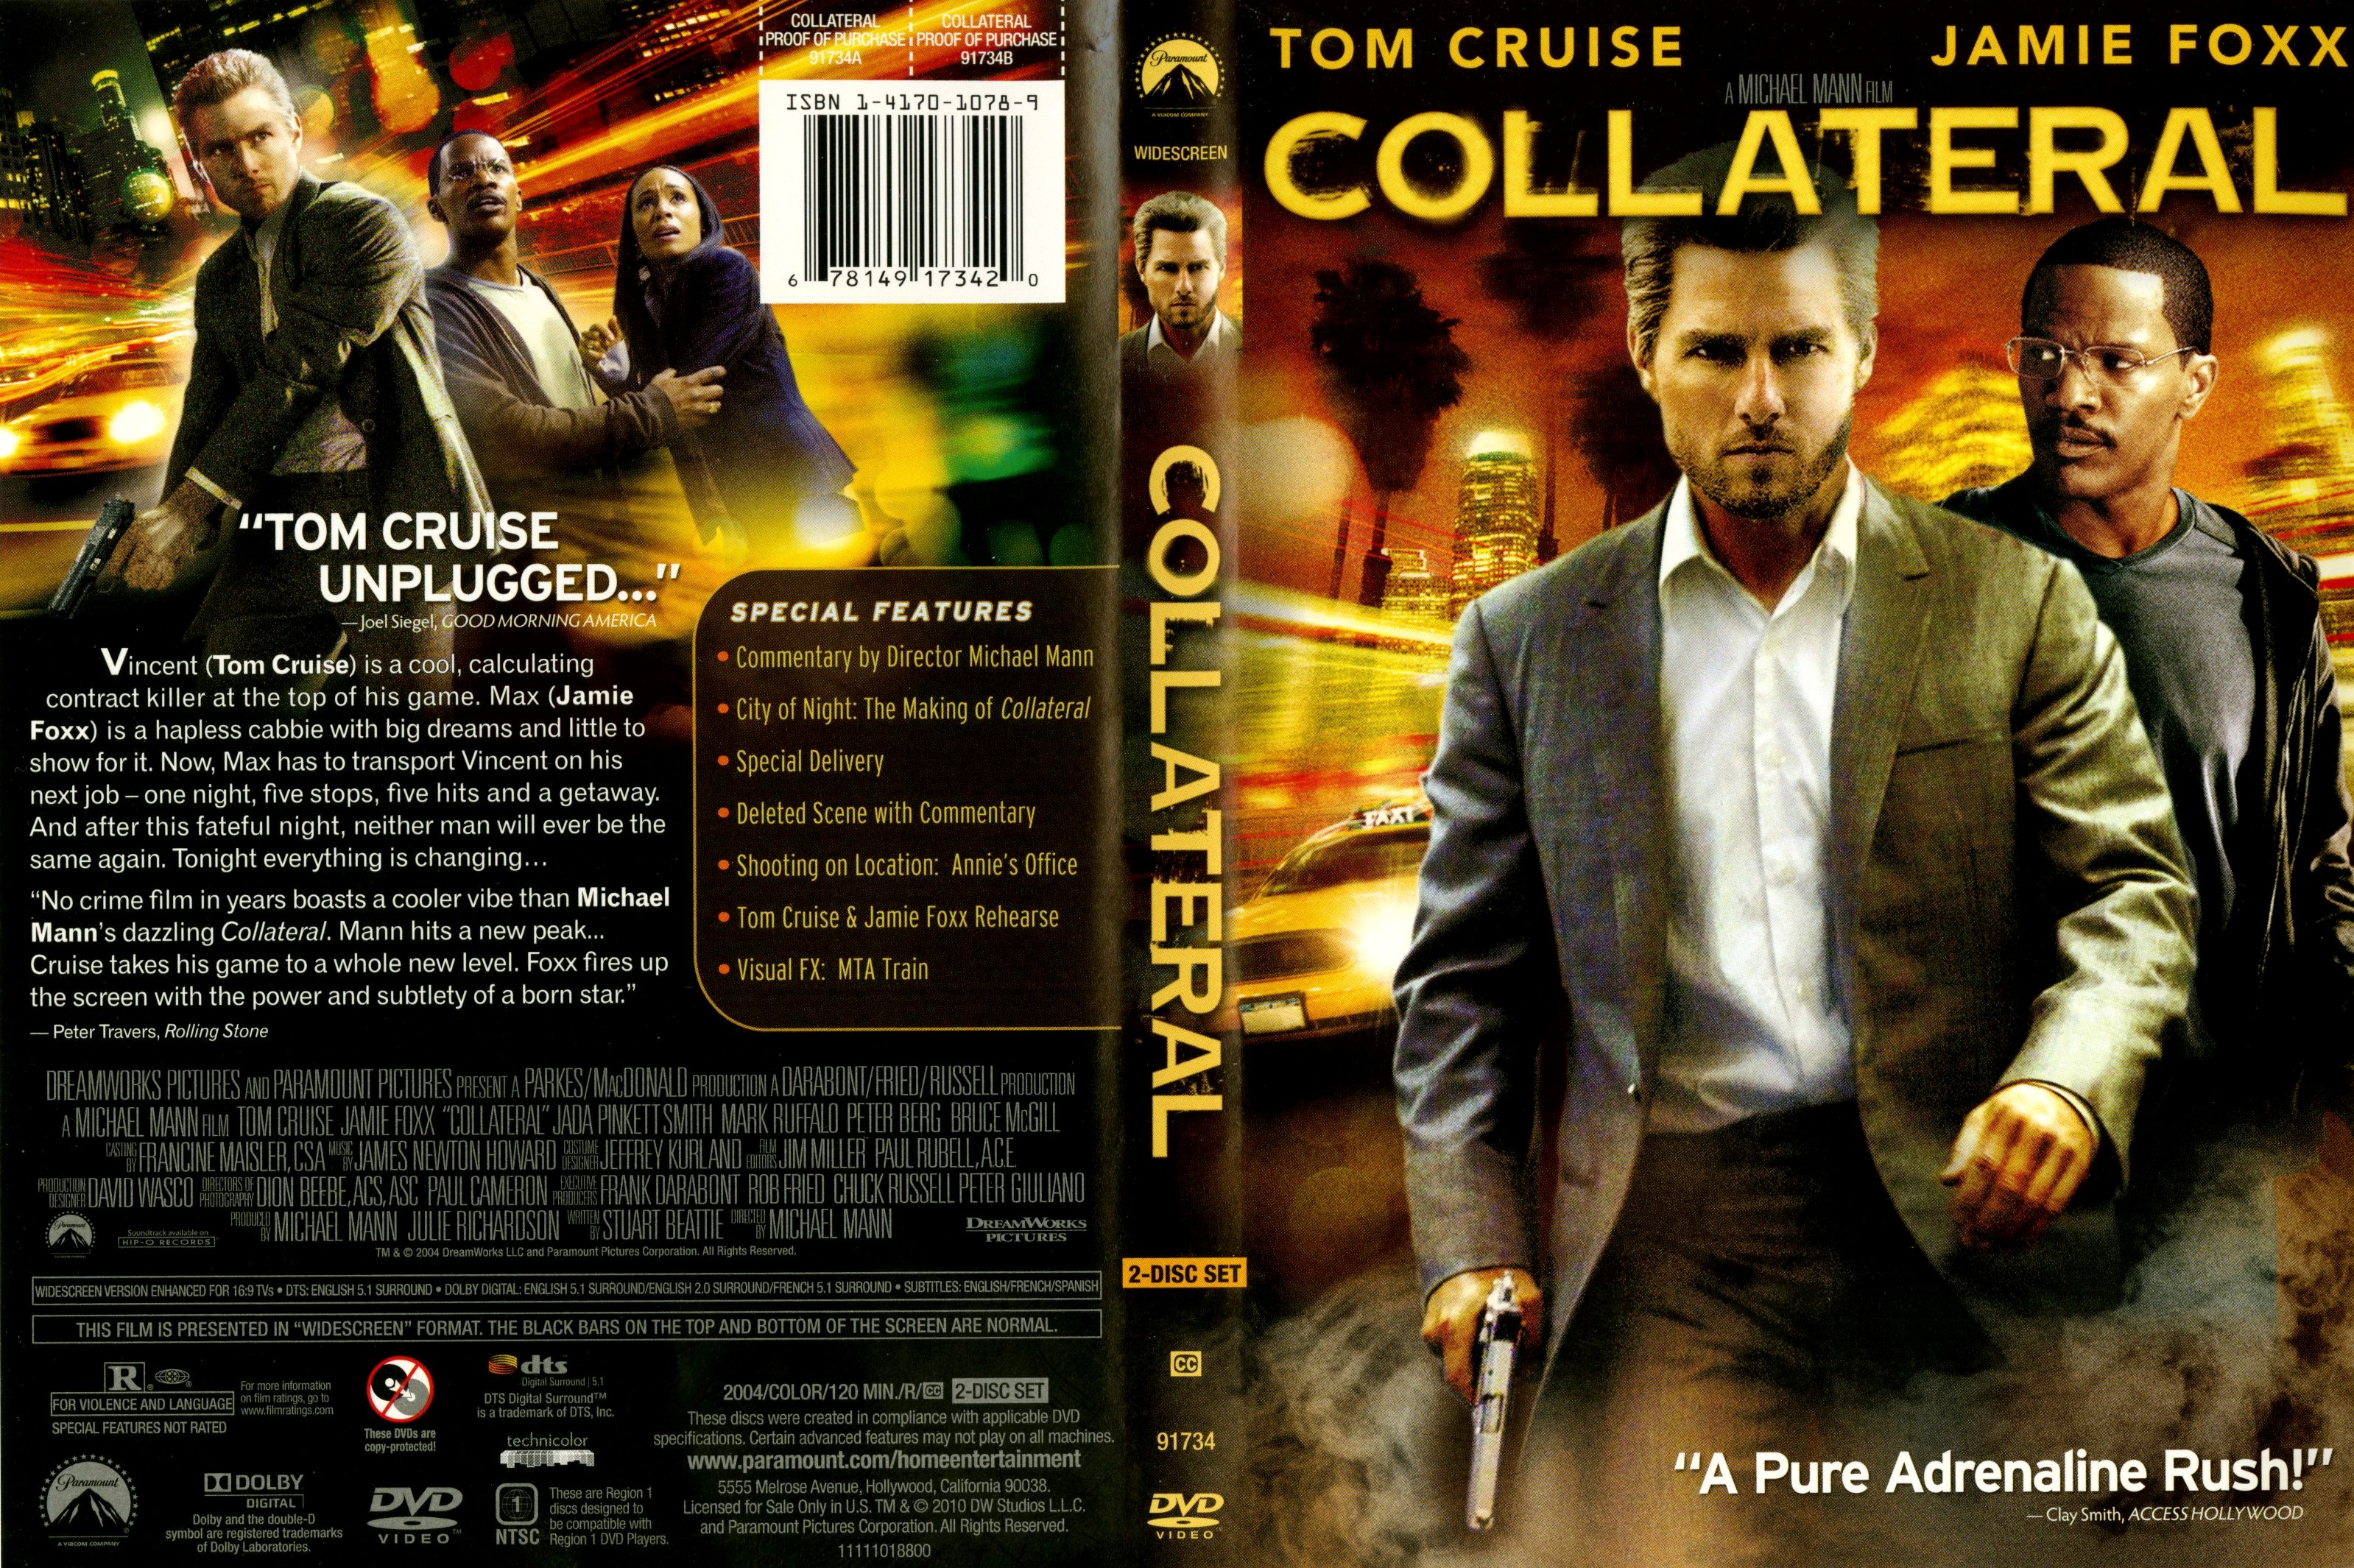 COLLATERAL
PROOF OF PURCHASE
91734A
COLLATERAL
PROOF OF PURCHASE
91734B
ISBN 1-4170-1078-9
6 78149 17342 0
“TOM CRUISE
UNPLUGGED...”
—Joel Siegel, GOOD MORNING AMERICA
Vincent (Tom Cruise) is a cool, calculating
contract killer at the top of his game. Max (Jamie
Foxx) is a hapless cabbie with big dreams and little to
show for it. Now, Max has to transport Vincent on his
next job – one night, five stops, five hits and a getaway.
And after this fateful night, neither man will ever be the
same again. Tonight everything is changing...
“No crime film in years boasts a cooler vibe than Michael
Mann’s dazzling Collateral. Mann hits a new peak...
Cruise takes his game to a whole new level. Foxx fires up
the screen with the power and subtlety of a born star.”
— Peter Travers, Rolling Stone
SPECIAL FEATURES
• Commentary by Director Michael Mann
• City of Night: The Making of Collateral
• Special Delivery
• Deleted Scene with Commentary
• Shooting on Location: Annie’s Office
• Tom Cruise & Jamie Foxx Rehearse
• Visual FX: MTA Train
DREAMWORKS PICTURES AND PARAMOUNT PICTURES PRESENT A PARKES/MACDONALD PRODUCTION A DARABONT/FRIED/RUSSELL PRODUCTION
A MICHAEL MANN FILM TOM CRUISE JAMIE FOXX “COLLATERAL” JADA PINKETT SMITH MARK RUFFALO PETER BERG BRUCE McGILL
CASTING BY FRANCINE MAISLER, CSA MUSIC BY JAMES NEWTON HOWARD COSTUME DESIGNER JEFFREY KURLAND FILM EDITORS JIM MILLER PAUL RUBELL, A.C.E.
PRODUCTION DESIGNER DAVID WASCO DIRECTORS OF PHOTOGRAPHY DION BEEBE, ACS, ASC PAUL CAMERON EXECUTIVE PRODUCERS FRANK DARABONT ROB FRIED CHUCK RUSSELL PETER GIULIANO
PRODUCED BY MICHAEL MANN JULIE RICHARDSON WRITTEN BY STUART BEATTIE DIRECTED BY MICHAEL MANN
Paramount
Soundtrack available on
HIP-O RECORDS
DREAMWORKS
PICTURES
TM & © 2004 DreamWorks LLC and Paramount Pictures Corporation. All Rights Reserved.
WIDESCREEN VERSION ENHANCED FOR 16:9 TVs • DTS: ENGLISH 5.1 SURROUND • DOLBY DIGITAL: ENGLISH 5.1 SURROUND/ENGLISH 2.0 SURROUND/FRENCH 5.1 SURROUND • SUBTITLES: ENGLISH/FRENCH/SPANISH
THIS FILM IS PRESENTED IN “WIDESCREEN” FORMAT. THE BLACK BARS ON THE TOP AND BOTTOM OF THE SCREEN ARE NORMAL.
R
FOR VIOLENCE AND LANGUAGE
SPECIAL FEATURES NOT RATED
For more information
on film ratings, go to
www.filmratings.com
These DVDs are
copy-protected!
dts
Digital Surround | 5.1
DTS Digital Surround™
is a trademark of DTS, Inc.
technicolor
2004/COLOR/120 MIN./R/CC 2-DISC SET
These discs were created in compliance with applicable DVD
specifications. Certain advanced features may not play on all machines.
www.paramount.com/homeentertainment
5555 Melrose Avenue, Hollywood, California 90038.
Licensed for Sale Only in U.S. TM & © 2010 DW Studios L.L.C.
and Paramount Pictures Corporation. All Rights Reserved.
11111018800
Paramount
A VIACOM COMPANY
DOLBY
DIGITAL
Dolby and the double-D
symbol are registered trademarks
of Dolby Laboratories.
DVD
VIDEO™
1
NTSC
These are Region 1
discs designed to
be compatible with
Region 1 DVD Players.
Paramount
A VIACOM COMPANY
WIDESCREEN
COLLATERAL
2-DISC SET
CC
91734
DVD
VIDEO
TOM CRUISE
JAMIE FOXX
A MICHAEL MANN FILM
COLLATERAL
TAXI
“A Pure Adrenaline Rush!”
— Clay Smith, ACCESS HOLLYWOOD